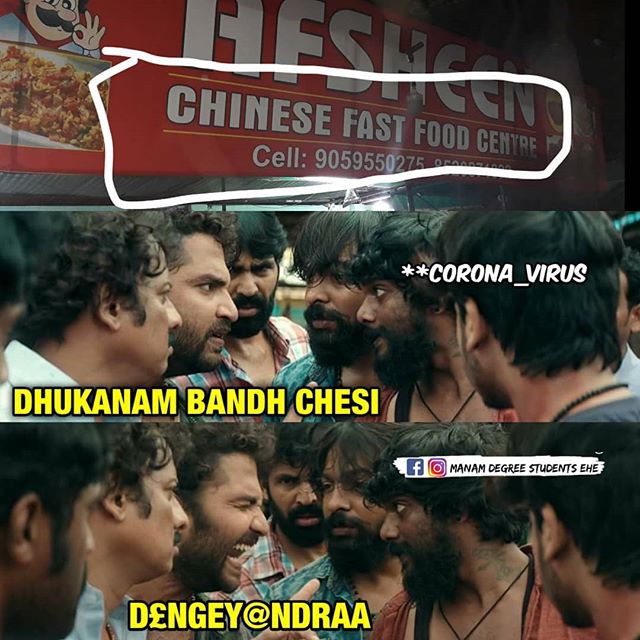 AFSHEEN
CHINESE FAST FOOD CENTRE
Cell: 9059550275,
**CORONA_VIRUS
DHUKANAM BANDH CHESI
MANAM DEGREE STUDENTS EHE
D£NGEY@NDRAA